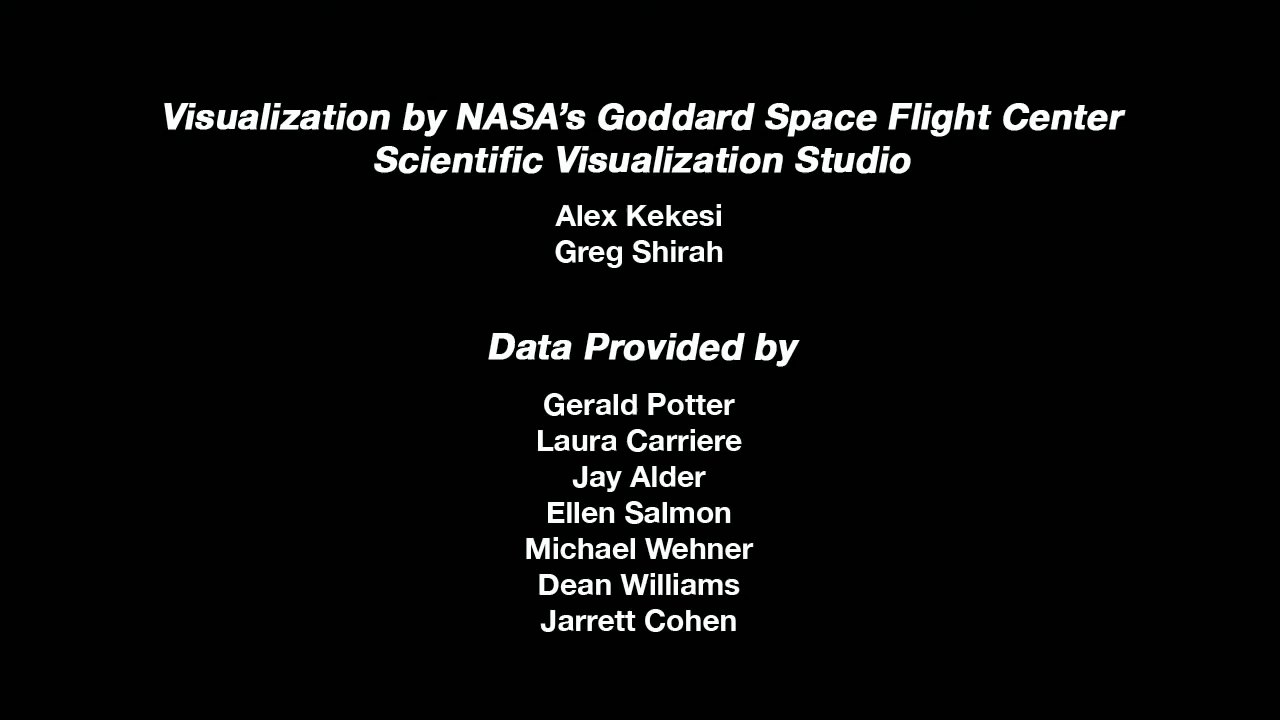 Visualization by NASA’s Goddard Space Flight Center
Scientific Visualization Studio
Alex Kekesi
Greg Shirah
Data Provided by
Gerald Potter
Laura Carriere
Jay Alder
Ellen Salmon
Michael Wehner
Dean Williams
Jarrett Cohen